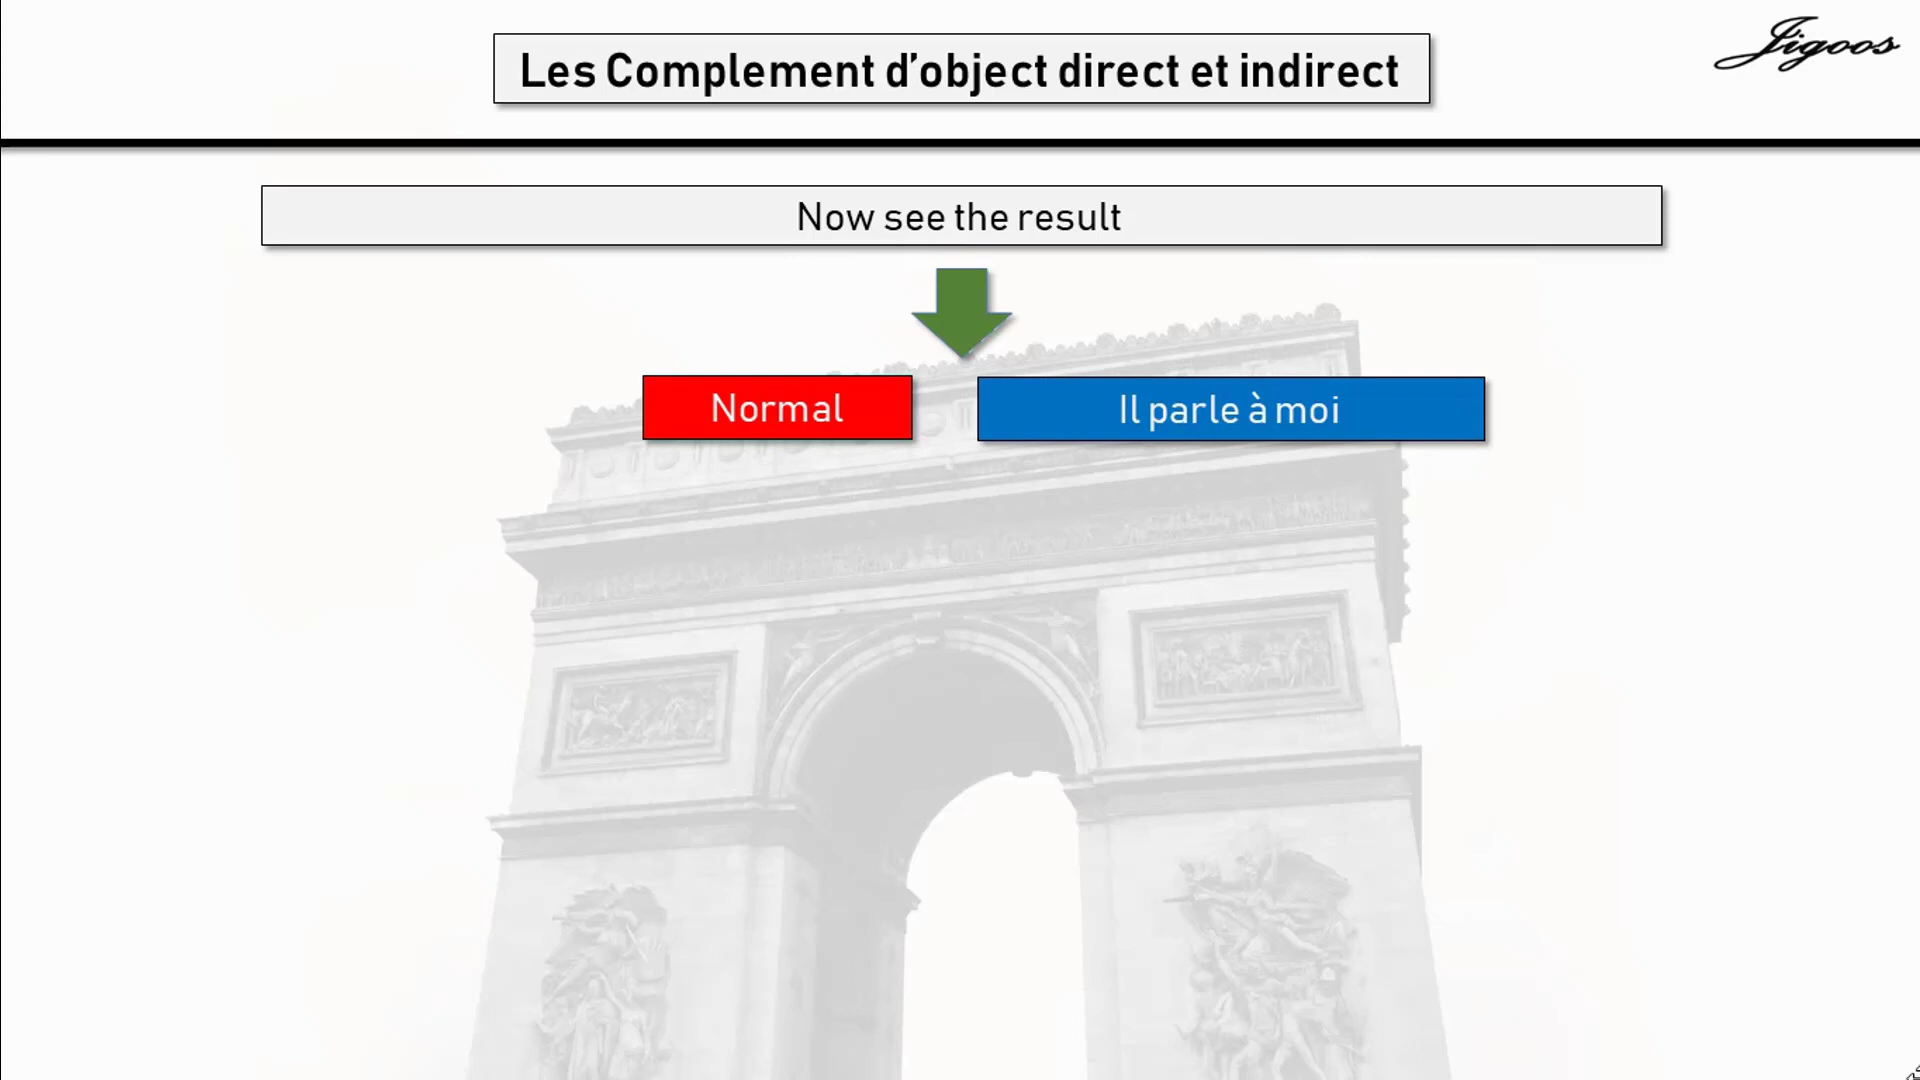 Les Complement d’object direct et indirect
Jigoos
Now see the result
Normal
Il parle à moi